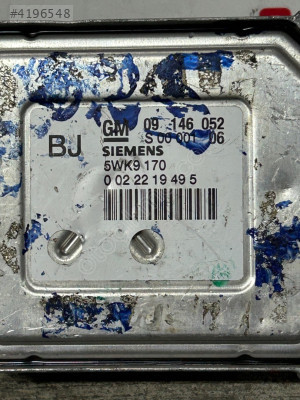 #4196548
BJ
GM 09 146 052
S 00 001 06
SIEMENS
5WK9 170
0 02 22 19 49 5